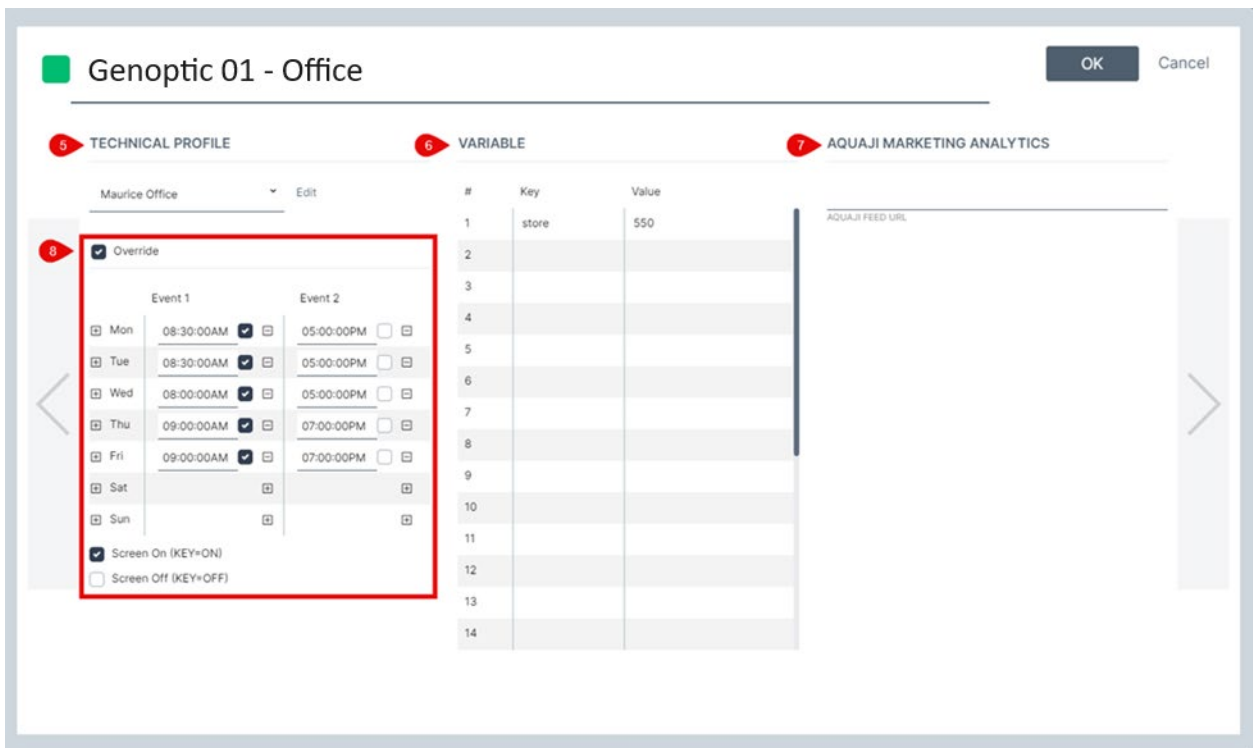 Genoptic 01 - Office
OK
Cancel
5 TECHNICAL PROFILE
Maurice Office Edit
8 Override
Event 1 Event 2
Mon 08:30:00AM 05:00:00PM
Tue 08:30:00AM 05:00:00PM
Wed 08:00:00AM 05:00:00PM
Thu 09:00:00AM 07:00:00PM
Fri 09:00:00AM 07:00:00PM
Sat
Sun
Screen On (KEY=ON)
Screen Off (KEY=OFF)
6 VARIABLE
# Key Value
1 store 550
2
3
4
5
6
7
8
9
10
11
12
13
14
7 AQUAJI MARKETING ANALYTICS
AQUAJI FEED URL